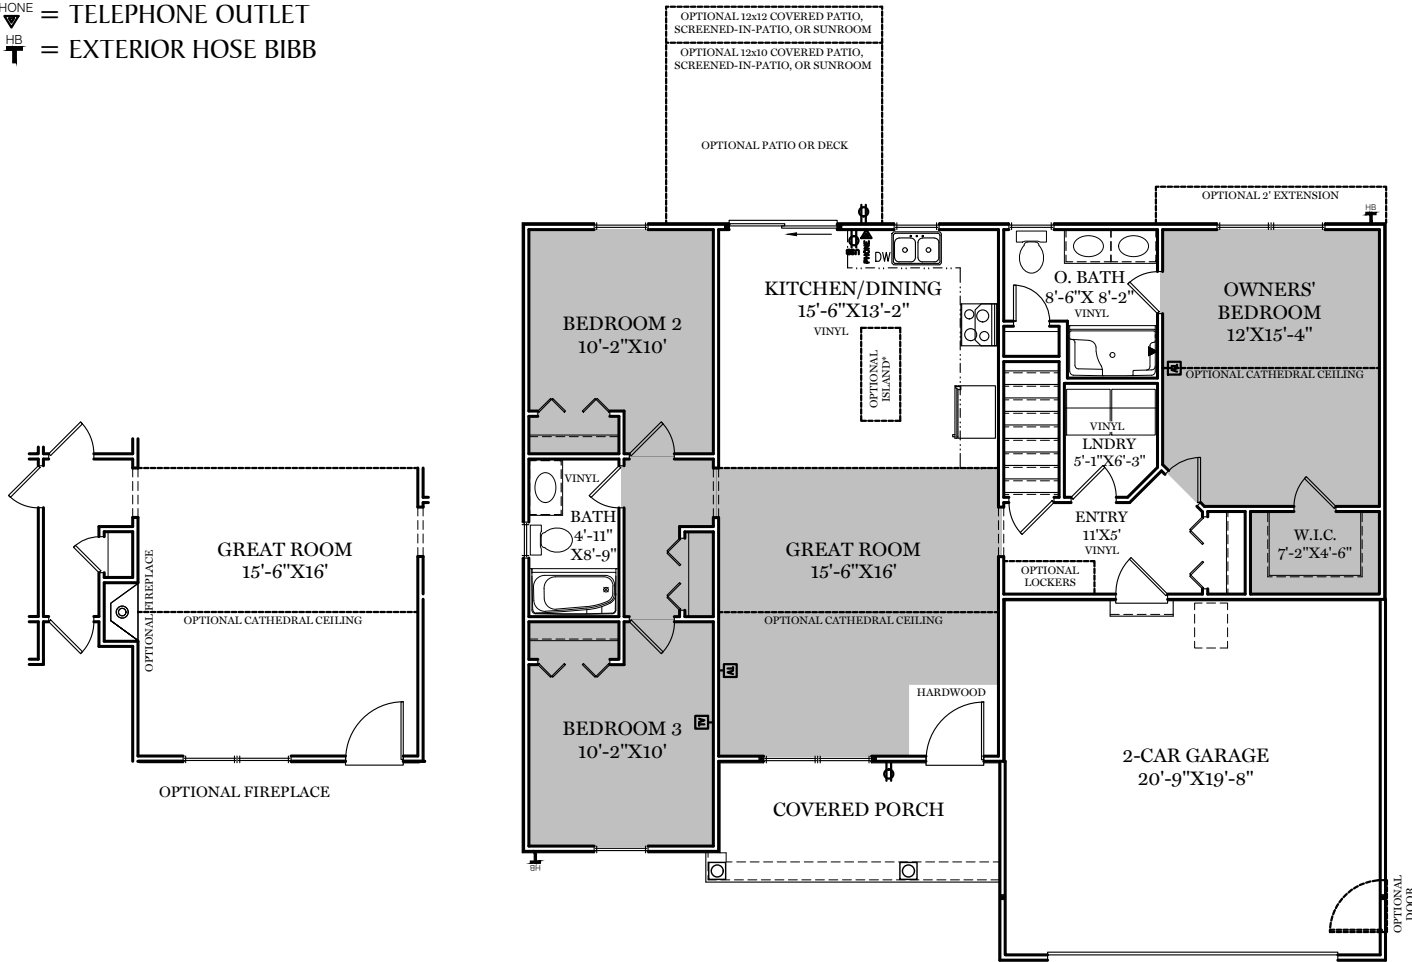 HONE = TELEPHONE OUTLET
HB = EXTERIOR HOSE BIBB
OPTIONAL 12x12 COVERED PATIO,
SCREENED-IN-PATIO, OR SUNROOM
OPTIONAL 12x10 COVERED PATIO,
SCREENED-IN-PATIO, OR SUNROOM
OPTIONAL PATIO OR DECK
OPTIONAL 2' EXTENSION
HB
PHONE
DW
KITCHEN/DINING
15'-6"X13'-2"
VINYL
OPTIONAL
ISLAND*
BEDROOM 2
10'-2"X10'
O. BATH
8'-6"X 8'-2"
VINYL
OWNERS'
BEDROOM
12'X15'-4"
AL
OPTIONAL CATHEDRAL CEILING
VINYL
LNDRY
5'-1"X6'-3"
VINYL
BATH
4'-11"
X8'-9"
ENTRY
11'X5'
VINYL
OPTIONAL
LOCKERS
W.I.C.
7'-2"X4'-6"
GREAT ROOM
15'-6"X16'
OPTIONAL CATHEDRAL CEILING
AL
HARDWOOD
TV
BEDROOM 3
10'-2"X10'
HB
COVERED PORCH
2-CAR GARAGE
20'-9"X19'-8"
OPTIONAL
DOOR
GREAT ROOM
15'-6"X16'
OPTIONAL FIREPLACE
OPTIONAL CATHEDRAL CEILING
OPTIONAL FIREPLACE